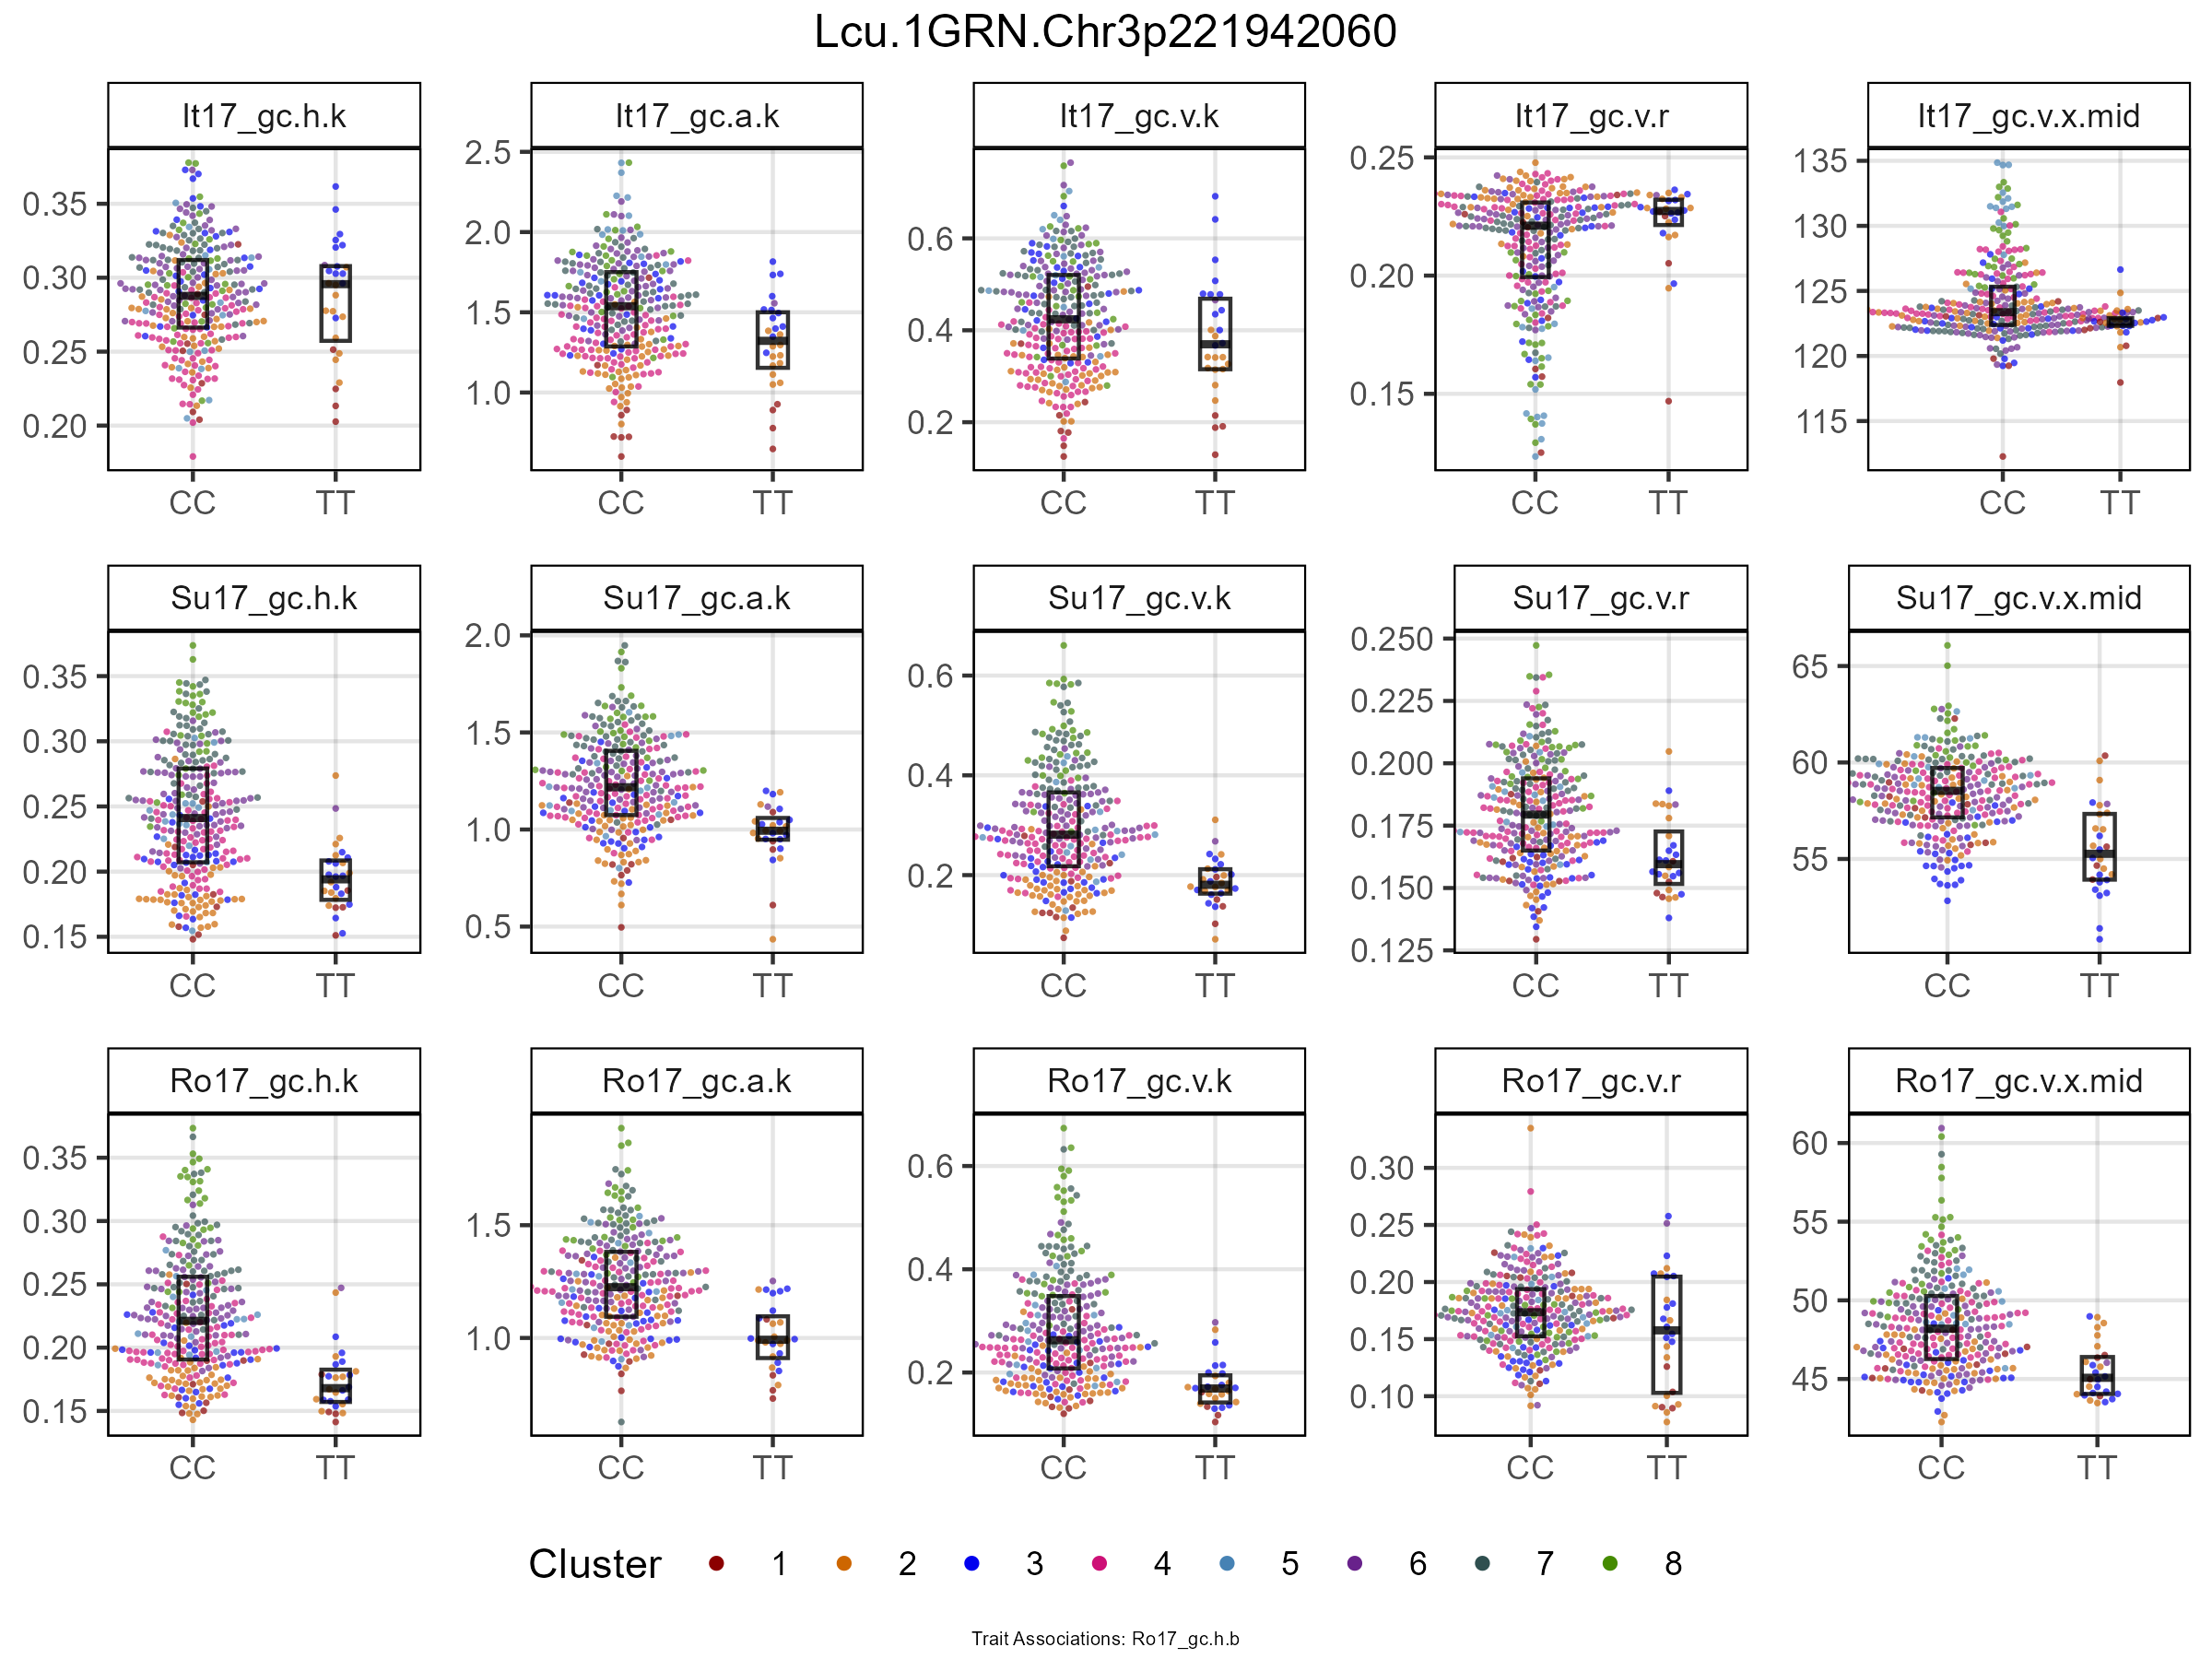 Lcu.1GRN.Chr3p221942060
It17_gc.h.k
It17_gc.a.k
It17_gc.v.k
It17_gc.v.r
It17_gc.v.x.mid
0.35
0.30
0.25
0.20
CC TT
2.5
2.0
1.5
1.0
CC TT
0.6
0.4
0.2
CC TT
0.25
0.20
0.15
CC TT
135
130
125
120
115
CC TT
Su17_gc.h.k
Su17_gc.a.k
Su17_gc.v.k
Su17_gc.v.r
Su17_gc.v.x.mid
0.35
0.30
0.25
0.20
0.15
CC TT
2.0
1.5
1.0
0.5
CC TT
0.6
0.4
0.2
CC TT
0.250
0.225
0.200
0.175
0.150
0.125
CC TT
65
60
55
CC TT
Ro17_gc.h.k
Ro17_gc.a.k
Ro17_gc.v.k
Ro17_gc.v.r
Ro17_gc.v.x.mid
0.35
0.30
0.25
0.20
0.15
CC TT
1.5
1.0
CC TT
0.6
0.4
0.2
CC TT
0.30
0.25
0.20
0.15
0.10
CC TT
60
55
50
45
CC TT
Cluster 1 2 3 4 5 6 7 8
Trait Associations: Ro17_gc.h.b